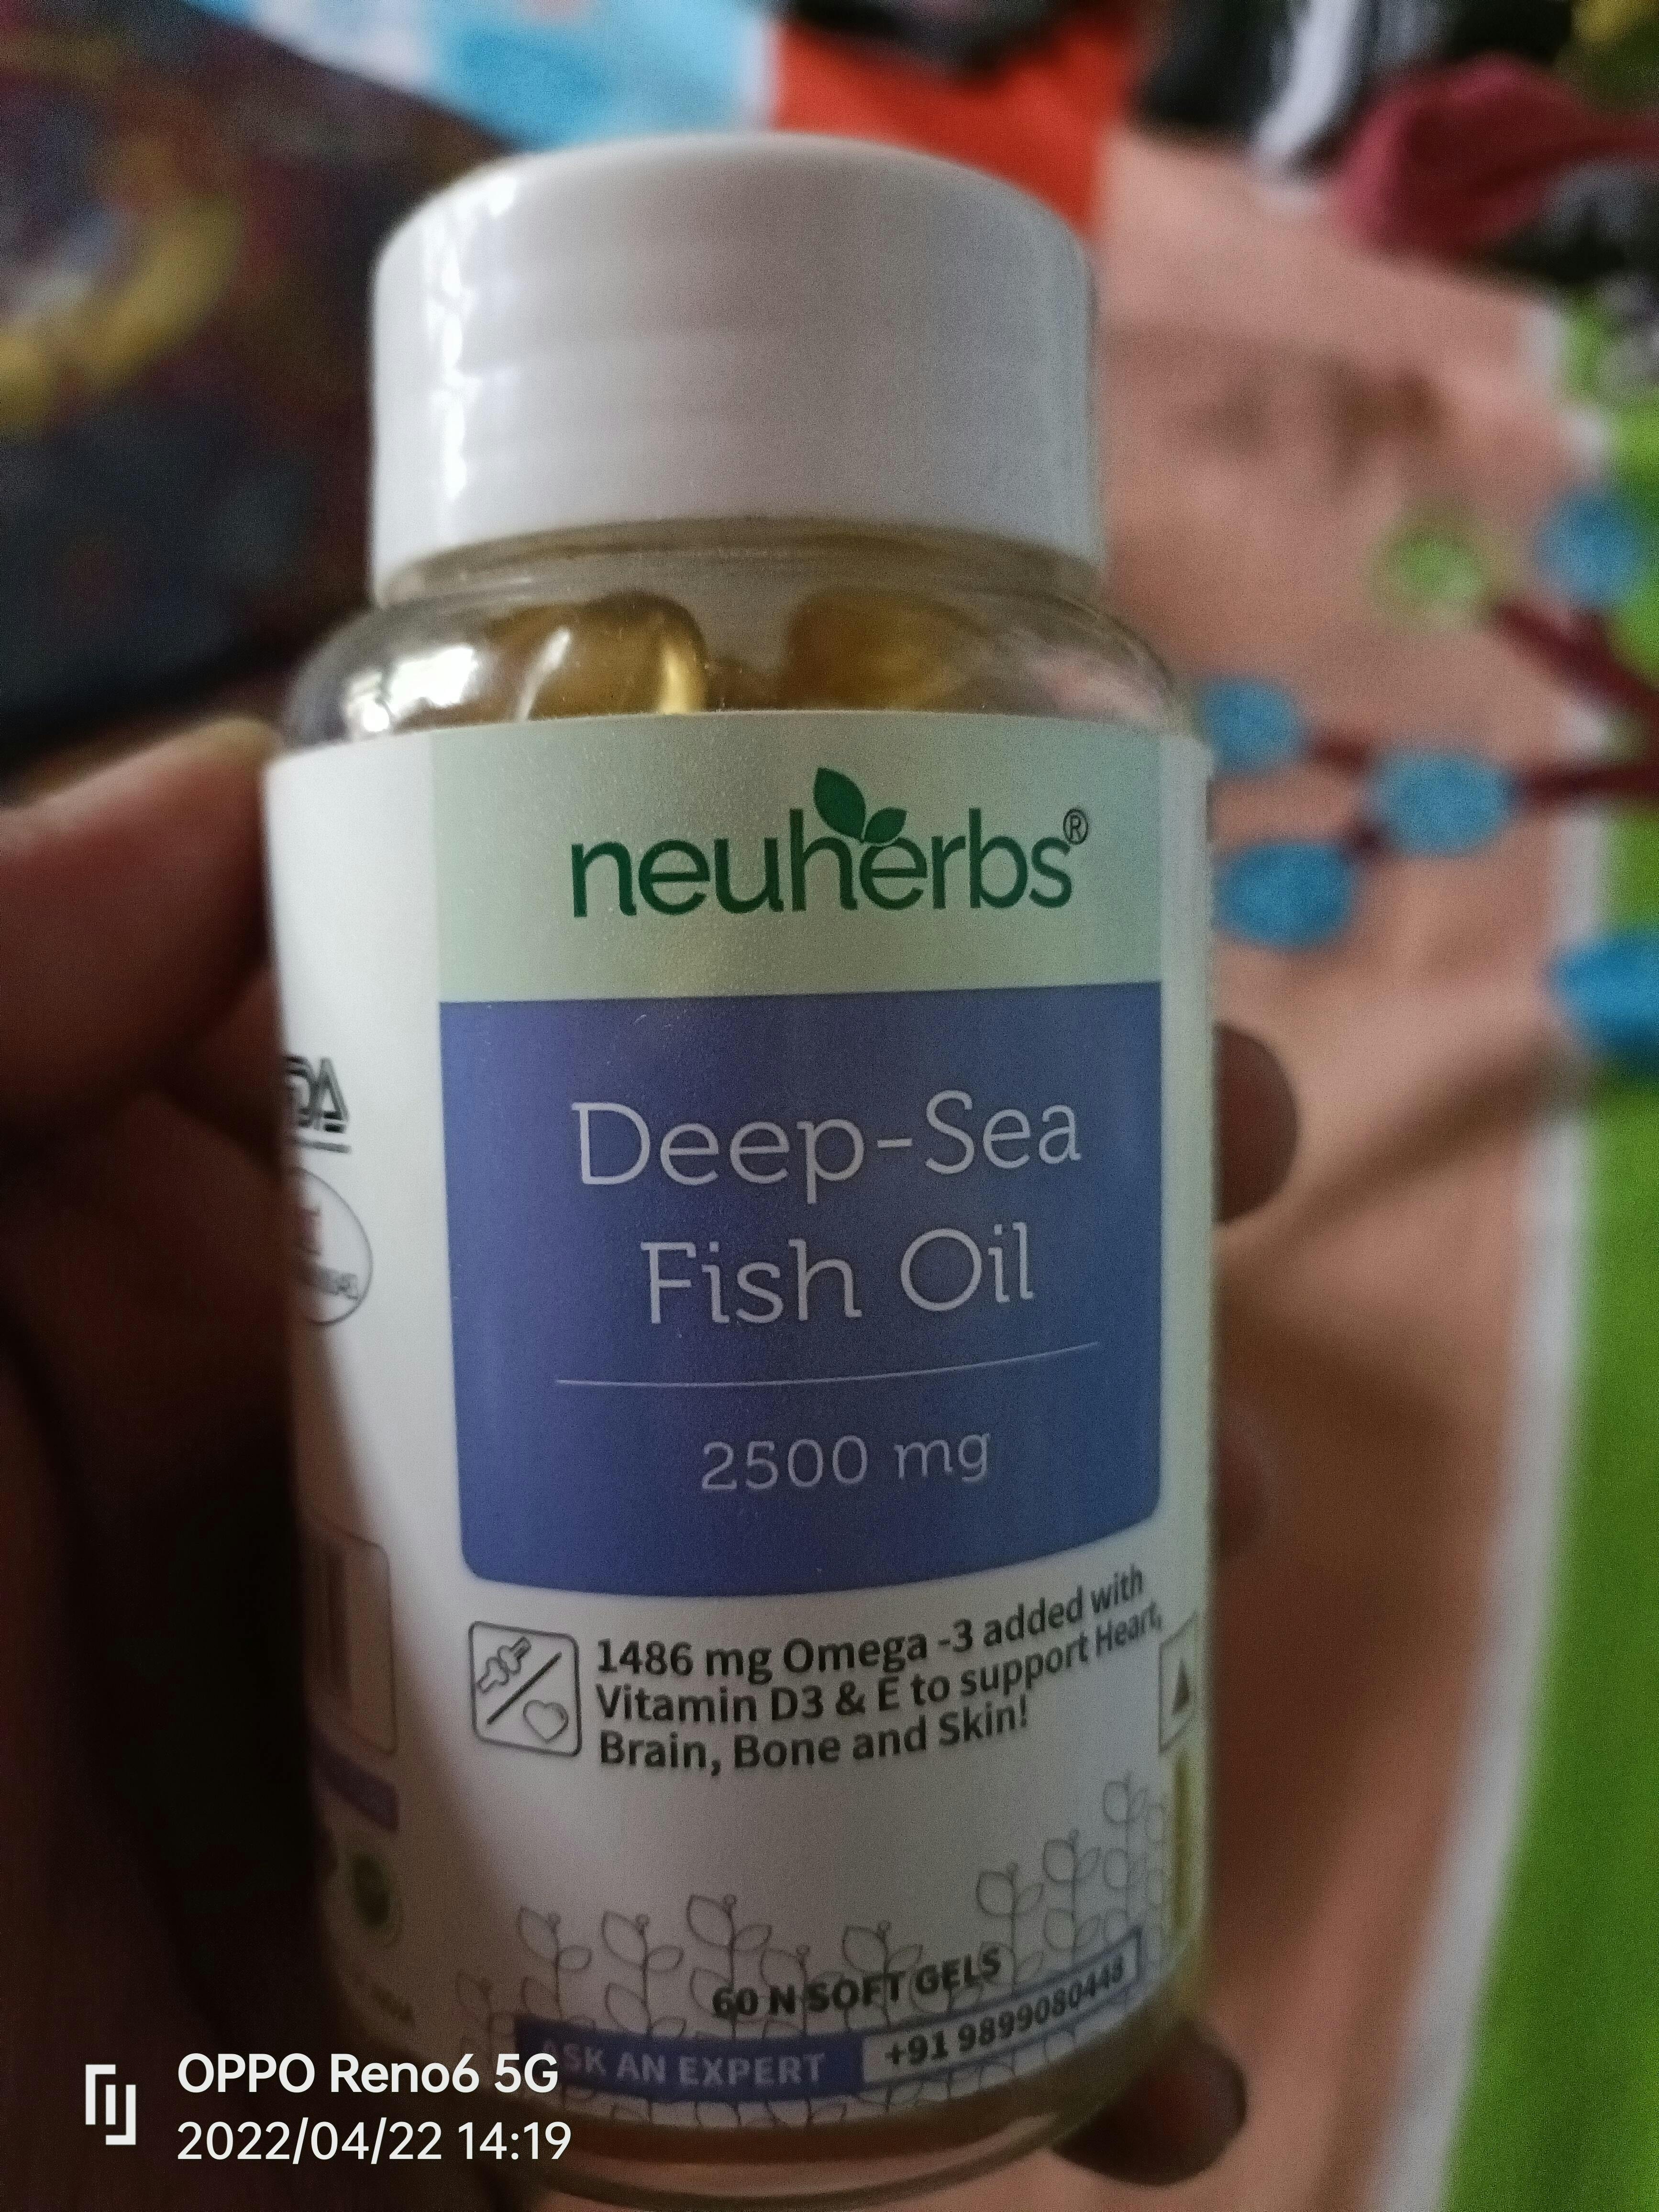 neuherbs®
Deep-Sea
Fish Oil
2500 mg
1486 mg Omega -3 added with
Vitamin D3 & E to support Heart,
Brain, Bone and Skin!
60 N SOFT GELS
ASK AN EXPERT +91 9899080448
OPPO Reno6 5G
2022/04/22 14:19